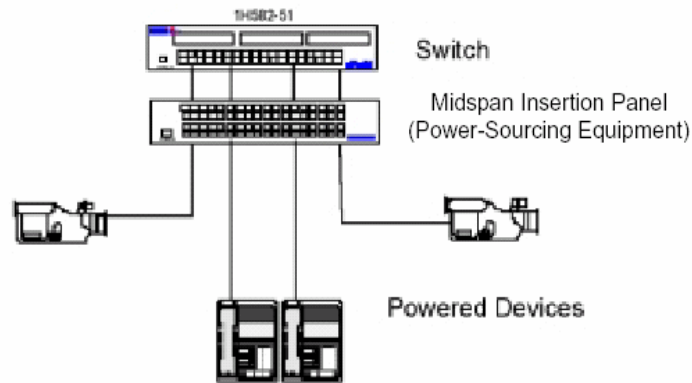 1H582-51
Switch
Midspan Insertion Panel
(Power-Sourcing Equipment)
Powered Devices